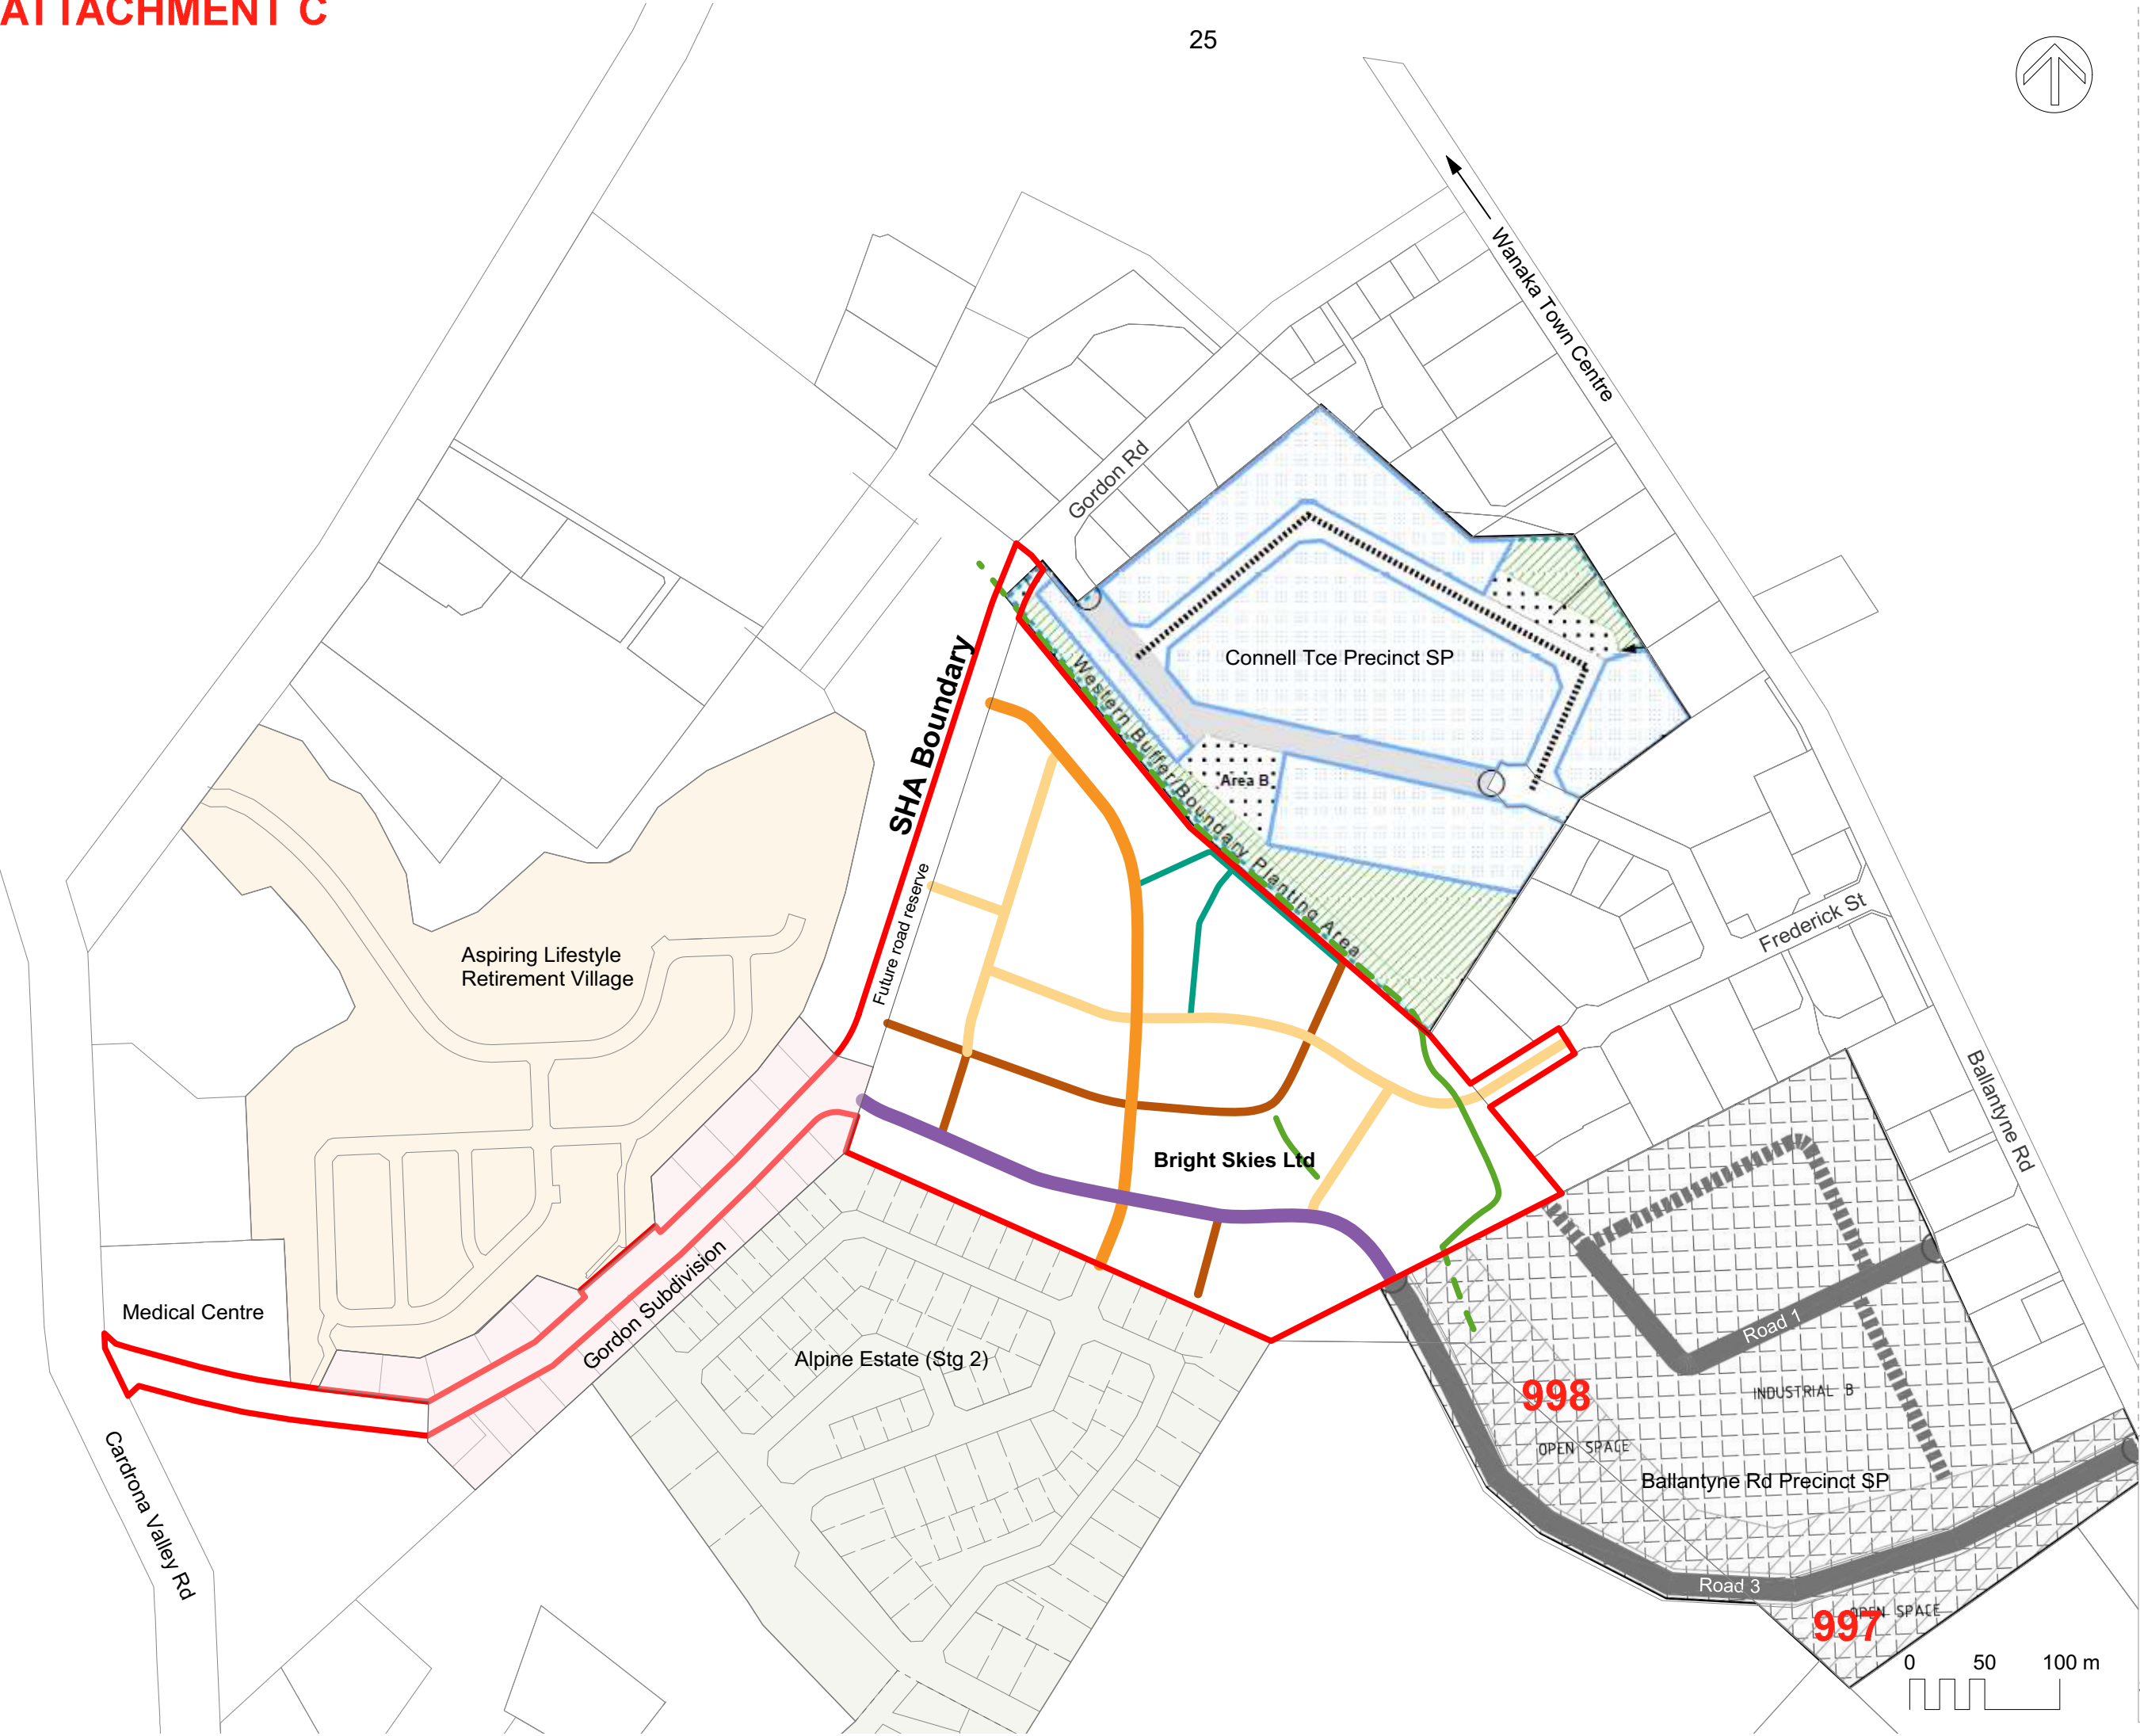 ATTACHMENT C
25
Wanaka Town Centre
Gordon Rd
Connell Tce Precinct SP
SHA Boundary
Western Buffer/Boundary Planting Area
Area B
Future road reserve
Frederick St
Aspiring Lifestyle
Retirement Village
Ballantyne Rd
Bright Skies Ltd
Medical Centre
Gordon Subdivision
Alpine Estate (Stg 2)
Road 1
998
INDUSTRIAL B
OPEN SPACE
Ballantyne Rd Precinct SP
Cardrona Valley Rd
Road 3
OPEN SPACE
997
0 50 100 m